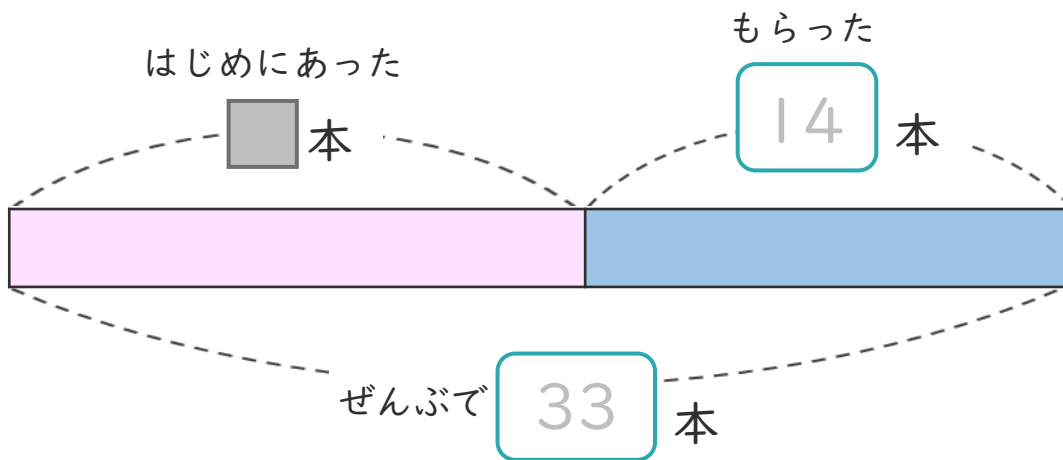 もらった
はじめにあった
14 本
本
ぜんぶで 33 本